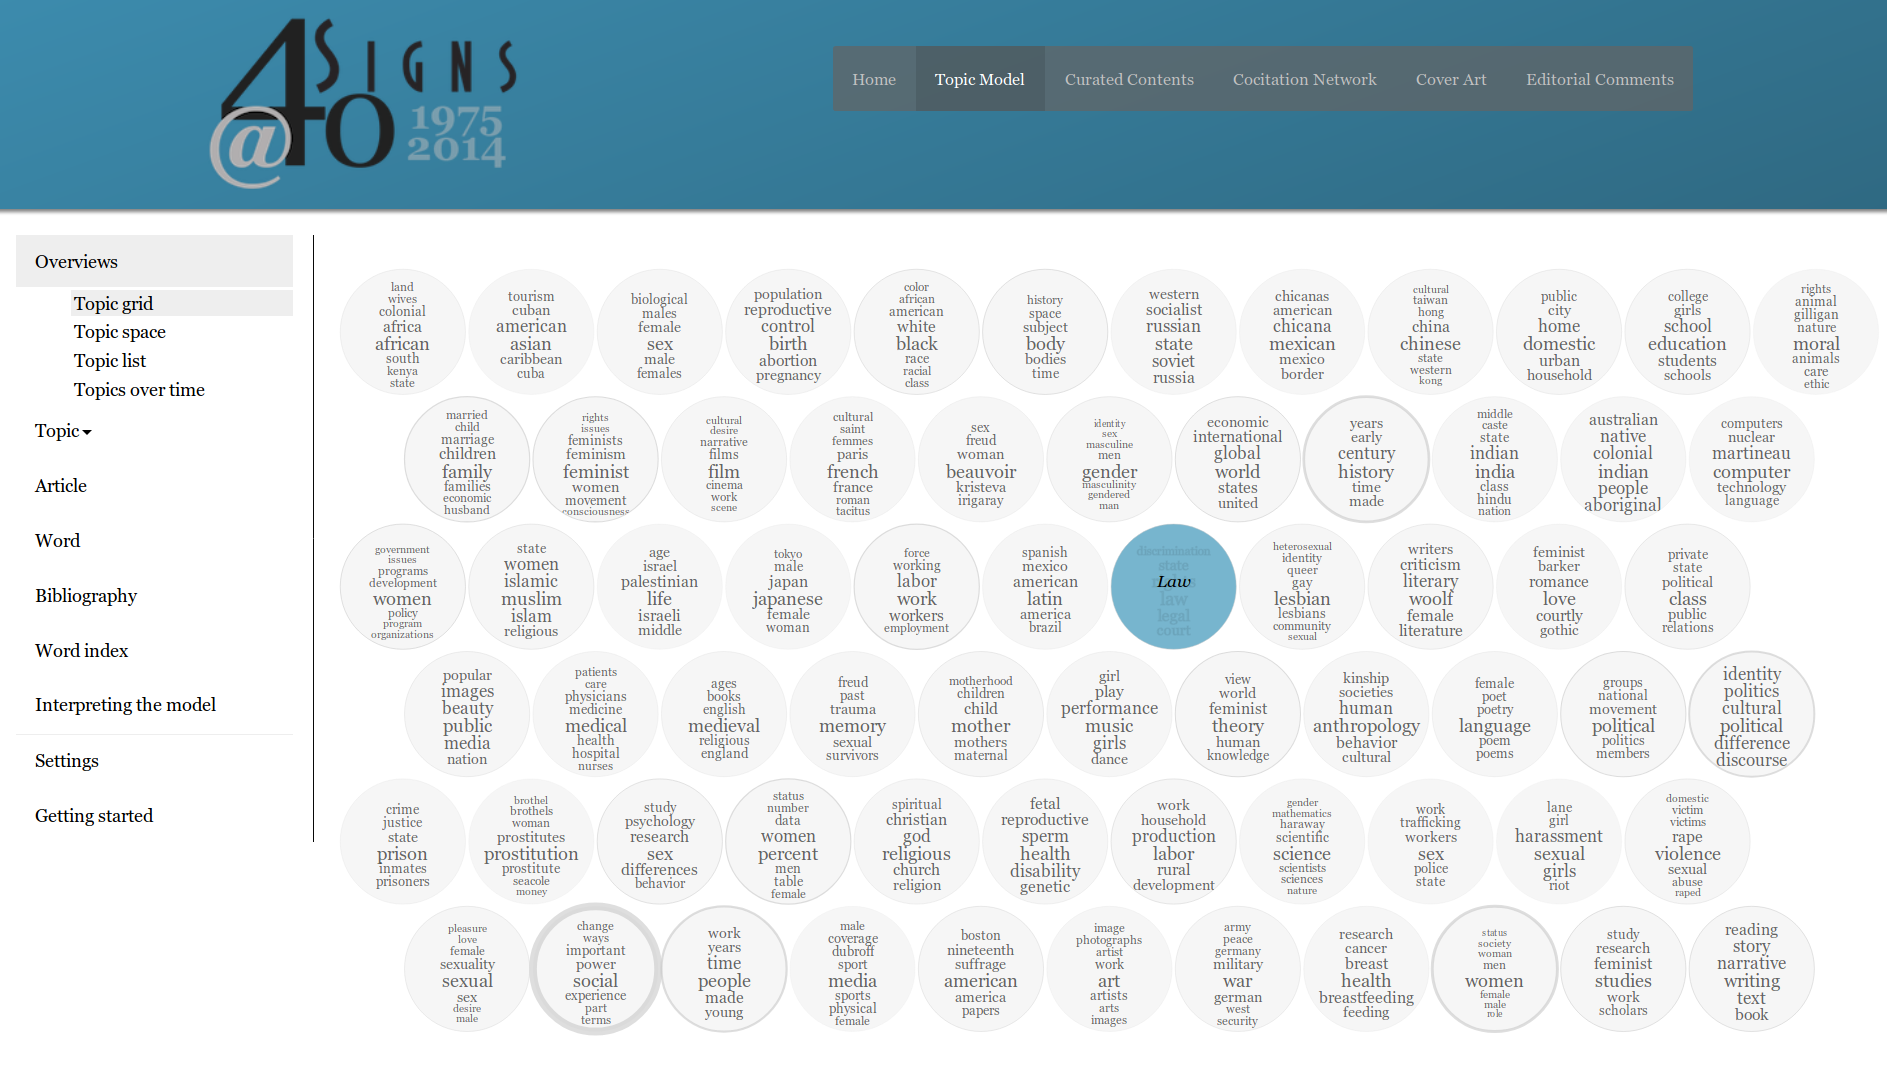 SIGNS
@40
1975
2014
Home
Topic Model
Curated Contents
Cocitation Network
Cover Art
Editorial Comments
Overviews
Topic grid
Topic space
Topic list
Topics over time
Topic
Article
Word
Bibliography
Word index
Interpreting the model
Settings
Getting started
land
wives
colonial
africa
african
south
kenya
state
tourism
cuban
american
asian
caribbean
cuba
biological
males
female
sex
male
females
population
reproductive
control
birth
abortion
pregnancy
color
african
american
white
black
race
racial
class
history
space
subject
body
bodies
time
western
socialist
russian
state
soviet
russia
chicanas
american
chicana
mexican
mexico
border
cultural
taiwan
hong
china
chinese
state
western
kong
public
city
home
domestic
urban
household
college
girls
school
education
students
schools
rights
animal
gilligan
nature
moral
animals
care
ethic
married
child
marriage
children
family
families
economic
husband
rights
issues
feminists
feminism
feminist
women
movement
consciousness
cultural
desire
narrative
films
film
cinema
work
scene
cultural
saint
femmes
paris
french
france
roman
tacitus
sex
freud
woman
beauvoir
kristeva
irigaray
identity
sex
masculine
men
gender
masculinity
gendered
man
economic
international
global
world
states
united
years
early
century
history
time
made
middle
caste
state
indian
india
class
hindu
nation
australian
native
colonial
indian
people
aboriginal
computers
nuclear
martineau
computer
technology
language
government
issues
programs
development
women
policy
program
organizations
state
women
islamic
muslim
islam
religious
age
israel
palestinian
life
israeli
middle
tokyo
male
japan
japanese
female
woman
force
working
labor
work
workers
employment
spanish
mexico
american
latin
america
brazil
discrimination
state
Law
law
legal
court
heterosexual
identity
queer
gay
lesbian
lesbians
community
sexual
writers
criticism
literary
woolf
female
literature
feminist
barker
romance
love
courtly
gothic
private
state
political
class
public
relations
popular
images
beauty
public
media
nation
patients
care
physicians
medicine
medical
health
hospital
nurses
ages
books
english
medieval
religious
england
freud
past
trauma
memory
sexual
survivors
motherhood
children
child
mother
mothers
maternal
girl
play
performance
music
girls
dance
view
world
feminist
theory
human
knowledge
kinship
societies
human
anthropology
behavior
cultural
female
poet
poetry
language
poem
poems
groups
national
movement
political
politics
members
identity
politics
cultural
political
difference
discourse
crime
justice
state
prison
inmates
prisoners
brothel
brothels
woman
prostitutes
prostitution
prostitute
seacole
money
study
psychology
research
sex
differences
behavior
status
number
data
women
percent
men
table
female
spiritual
christian
god
religious
church
religion
fetal
reproductive
sperm
health
disability
genetic
work
household
production
labor
rural
development
gender
mathematics
haraway
scientific
science
scientists
sciences
nature
work
trafficking
workers
sex
police
state
lane
girl
harassment
sexual
girls
riot
domestic
victim
victims
rape
violence
sexual
abuse
raped
pleasure
love
female
sexuality
sexual
sex
desire
male
change
ways
important
power
social
experience
part
terms
work
years
time
people
made
young
male
coverage
dubroff
sport
media
sports
physical
female
boston
nineteenth
suffrage
american
america
papers
image
photographs
artist
work
art
artists
arts
images
army
peace
germany
military
war
german
west
security
research
cancer
breast
health
breastfeeding
feeding
status
society
woman
men
women
female
male
role
study
research
feminist
studies
work
scholars
reading
story
narrative
writing
text
book